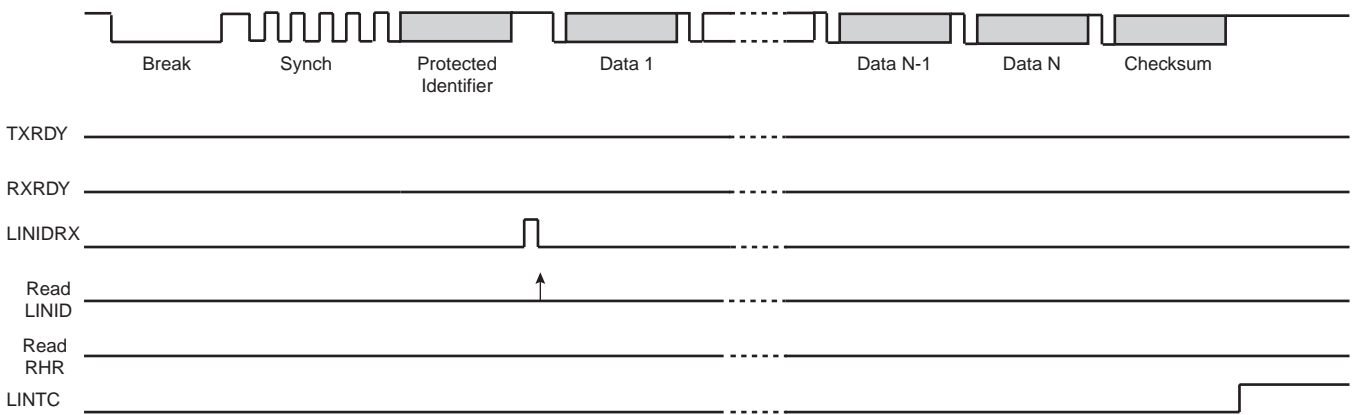 Break Synch Protected Data 1 Data N-1 Data N Checksum
Identifier
TXRDY
RXRDY
LINIDRX
Read
LINID
Read
RHR
LINTC